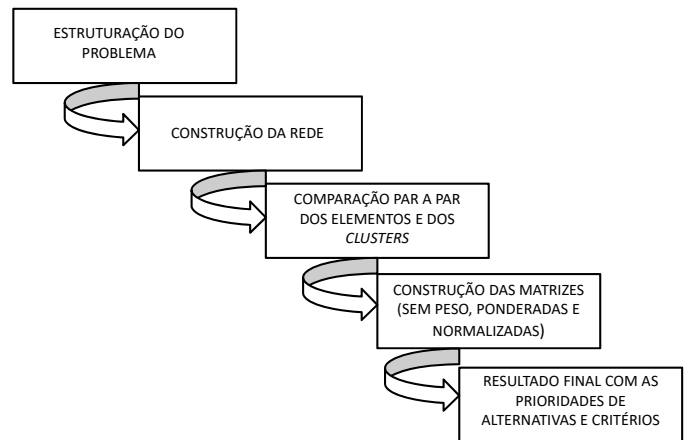 ESTRUTURAÇÃO DO
PROBLEMA
CONSTRUÇÃO DA REDE
COMPARAÇÃO PAR A PAR
DOS ELEMENTOS E DOS
CLUSTERS
CONSTRUÇÃO DAS MATRIZES
(SEM PESO, PONDERADAS E
NORMALIZADAS)
RESULTADO FINAL COM AS
PRIORIDADES DE
ALTERNATIVAS E CRITÉRIOS